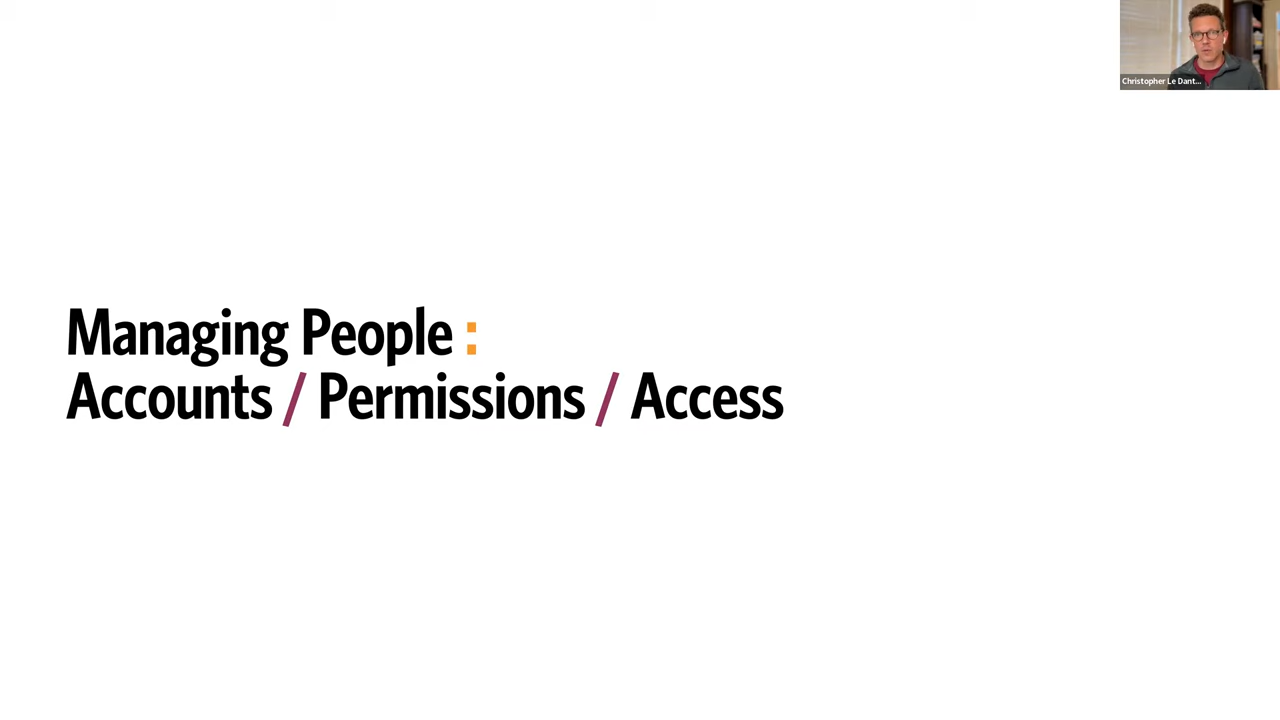 Christopher Le Dant...
Managing People :
Accounts / Permissions / Access